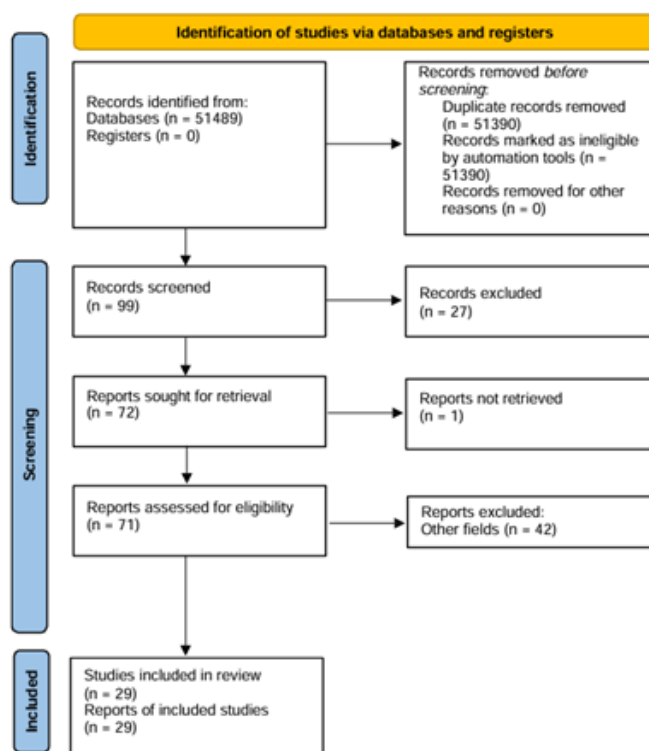 Identification of studies via databases and registers
Identification
Records identified from:
Databases (n = 51489)
Registers (n = 0)
Records removed before
screening:
Duplicate records removed
(n = 51390)
Records marked as ineligible
by automation tools (n =
51390)
Records removed for other
reasons (n = 0)
Screening
Records screened
(n = 99)
Records excluded
(n = 27)
Reports sought for retrieval
(n = 72)
Reports not retrieved
(n = 1)
Reports assessed for eligibility
(n = 71)
Reports excluded:
Other fields (n = 42)
Included
Studies included in review
(n = 29)
Reports of included studies
(n = 29)